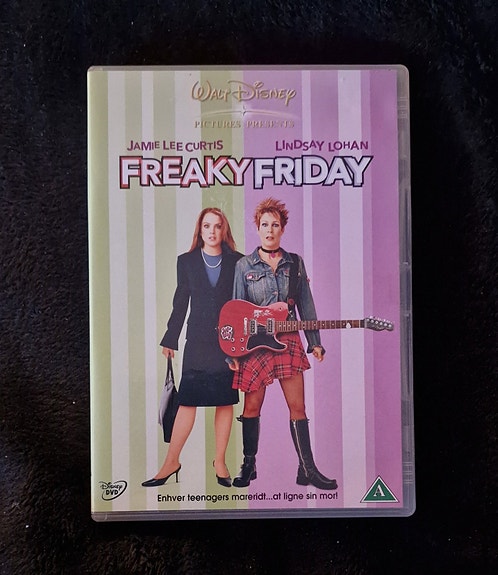 WALT DISNEY
PICTURES PRESENTS
JAMIE LEE CURTIS LINDSAY LOHAN
FREAKY FRIDAY
Enhver teenagers mareridt...at ligne sin mor!
Disney
DVD
A